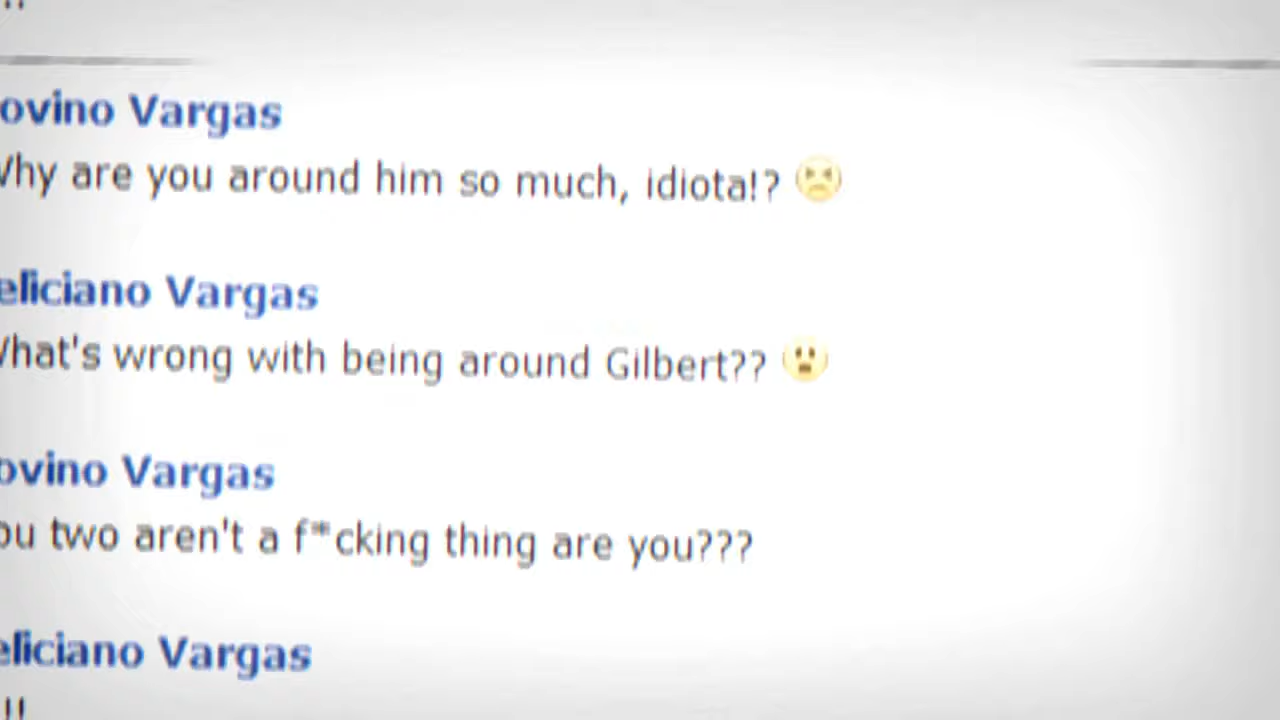 !!
ovino Vargas
Why are you around him so much, idiota!?
eliciano Vargas
What's wrong with being around Gilbert??
ovino Vargas
ou two aren't a f*cking thing are you???
eliciano Vargas
!!